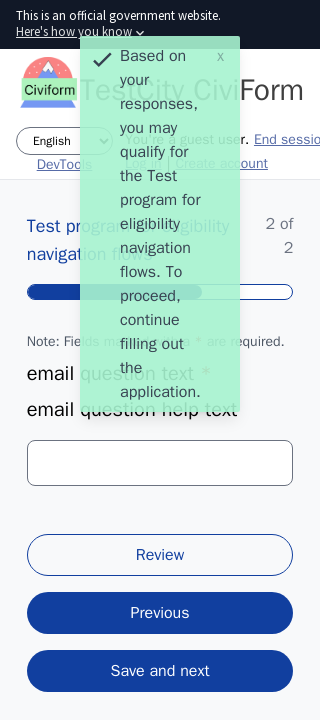 This is an official government website.
Here's how you know
Civiform
TestCity CiviForm
English
You're a guest user. End sessio
DevTools
Log in | Create account
Based on
your
responses,
you may
qualify for
the Test
program for
eligibility
navigation
flows. To
proceed,
continue
filling out
the
application.
x
Test program for eligibility
navigation flows
2 of
2
Note: Fields marked with a * are required.
email question text *
email question help text
Review
Previous
Save and next